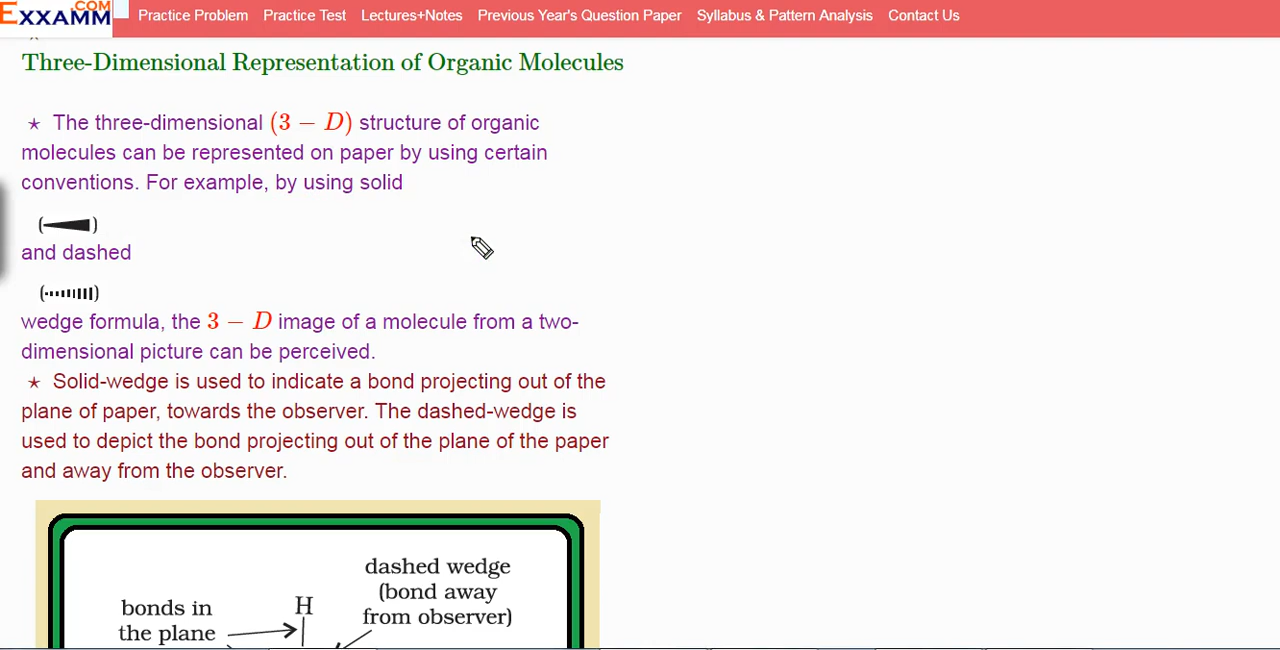 EXXAMM.COM
Practice Problem Practice Test Lectures+Notes Previous Year's Question Paper Syllabus & Pattern Analysis Contact Us
Three-Dimensional Representation of Organic Molecules
⋆ The three-dimensional (3 − D) structure of organic
molecules can be represented on paper by using certain
conventions. For example, by using solid
( )
and dashed
( )
wedge formula, the 3 − D image of a molecule from a two-
dimensional picture can be perceived.
⋆ Solid-wedge is used to indicate a bond projecting out of the
plane of paper, towards the observer. The dashed-wedge is
used to depict the bond projecting out of the plane of the paper
and away from the observer.
dashed wedge
(bond away
from observer)
bonds in
the plane
H